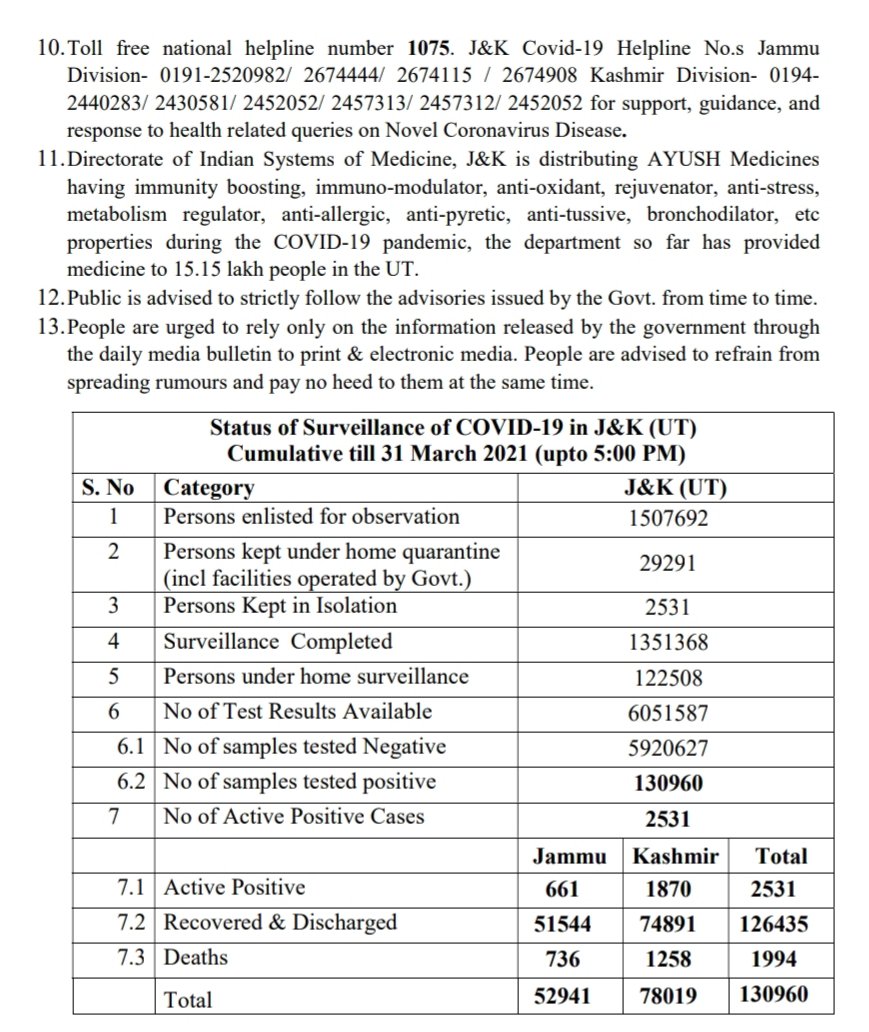 10.Toll free national helpline number 1075. J&K Covid-19 Helpline No.s Jammu
Division- 0191-2520982/ 2674444/ 2674115 / 2674908 Kashmir Division- 0194-
2440283/ 2430581/ 2452052/ 2457313/ 2457312/ 2452052 for support, guidance, and
response to health related queries on Novel Coronavirus Disease.
11.Directorate of Indian Systems of Medicine, J&K is distributing AYUSH Medicines
having immunity boosting, immuno-modulator, anti-oxidant, rejuvenator, anti-stress,
metabolism regulator, anti-allergic, anti-pyretic, anti-tussive, bronchodilator, etc
properties during the COVID-19 pandemic, the department so far has provided
medicine to 15.15 lakh people in the UT.
12.Public is advised to strictly follow the advisories issued by the Govt. from time to time.
13.People are urged to rely only on the information released by the government through
the daily media bulletin to print & electronic media. People are advised to refrain from
spreading rumours and pay no heed to them at the same time.
Status of Surveillance of COVID-19 in J&K (UT)
Cumulative till 31 March 2021 (upto 5:00 PM)
S. No Category J&K (UT)
1 Persons enlisted for observation 1507692
2 Persons kept under home quarantine
(incl facilities operated by Govt.) 29291
3 Persons Kept in Isolation 2531
4 Surveillance Completed 1351368
5 Persons under home surveillance 122508
6 No of Test Results Available 6051587
6.1 No of samples tested Negative 5920627
6.2 No of samples tested positive 130960
7 No of Active Positive Cases 2531
Jammu Kashmir Total
7.1 Active Positive 661 1870 2531
7.2 Recovered & Discharged 51544 74891 126435
7.3 Deaths 736 1258 1994
Total 52941 78019 130960